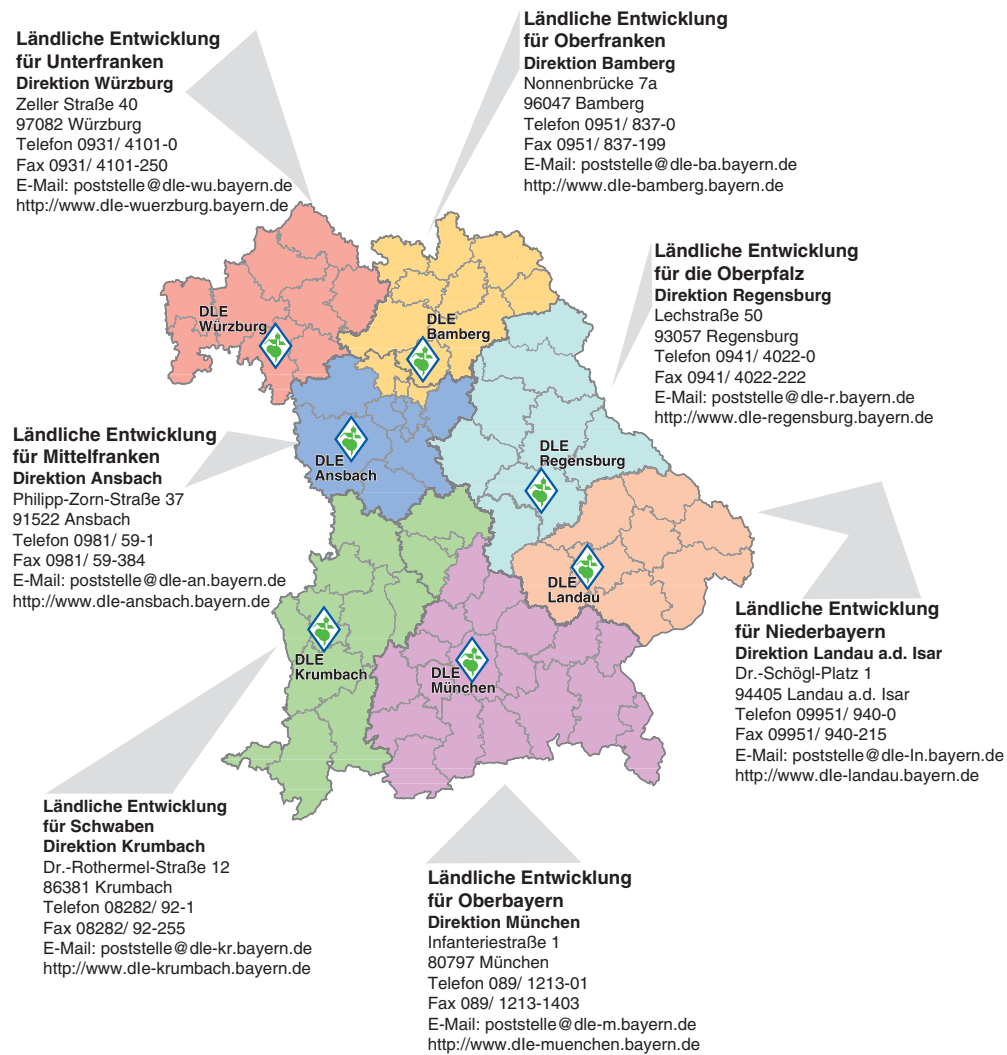 Ländliche Entwicklung
für Unterfranken
Direktion Würzburg
Zeller Straße 40
97082 Würzburg
Telefon 0931/ 4101-0
Fax 0931/ 4101-250
E-Mail: poststelle@dle-wu.bayern.de
http://www.dle-wuerzburg.bayern.de
Ländliche Entwicklung
für Oberfranken
Direktion Bamberg
Nonnenbrücke 7a
96047 Bamberg
Telefon 0951/ 837-0
Fax 0951/ 837-199
E-Mail: poststelle@dle-ba.bayern.de
http://www.dle-bamberg.bayern.de
Ländliche Entwicklung
für die Oberpfalz
Direktion Regensburg
Lechstraße 50
93057 Regensburg
Telefon 0941/ 4022-0
Fax 0941/ 4022-222
E-Mail: poststelle@dle-r.bayern.de
http://www.dle-regensburg.bayern.de
DLE
Würzburg
DLE
Bamberg
Ländliche Entwicklung
für Mittelfranken
Direktion Ansbach
Philipp-Zorn-Straße 37
91522 Ansbach
Telefon 0981/ 59-1
Fax 0981/ 59-384
E-Mail: poststelle@dle-an.bayern.de
http://www.dle-ansbach.bayern.de
DLE
Ansbach
DLE
Regensburg
DLE
Landau
DLE
Krumbach
DLE
München
Ländliche Entwicklung
für Niederbayern
Direktion Landau a.d. Isar
Dr.-Schögl-Platz 1
94405 Landau a.d. Isar
Telefon 09951/ 940-0
Fax 09951/ 940-215
E-Mail: poststelle@dle-ln.bayern.de
http://www.dle-landau.bayern.de
Ländliche Entwicklung
für Schwaben
Direktion Krumbach
Dr.-Rothermel-Straße 12
86381 Krumbach
Telefon 08282/ 92-1
Fax 08282/ 92-255
E-Mail: poststelle@dle-kr.bayern.de
http://www.dle-krumbach.bayern.de
Ländliche Entwicklung
für Oberbayern
Direktion München
Infanteriestraße 1
80797 München
Telefon 089/ 1213-01
Fax 089/ 1213-1403
E-Mail: poststelle@dle-m.bayern.de
http://www.dle-muenchen.bayern.de